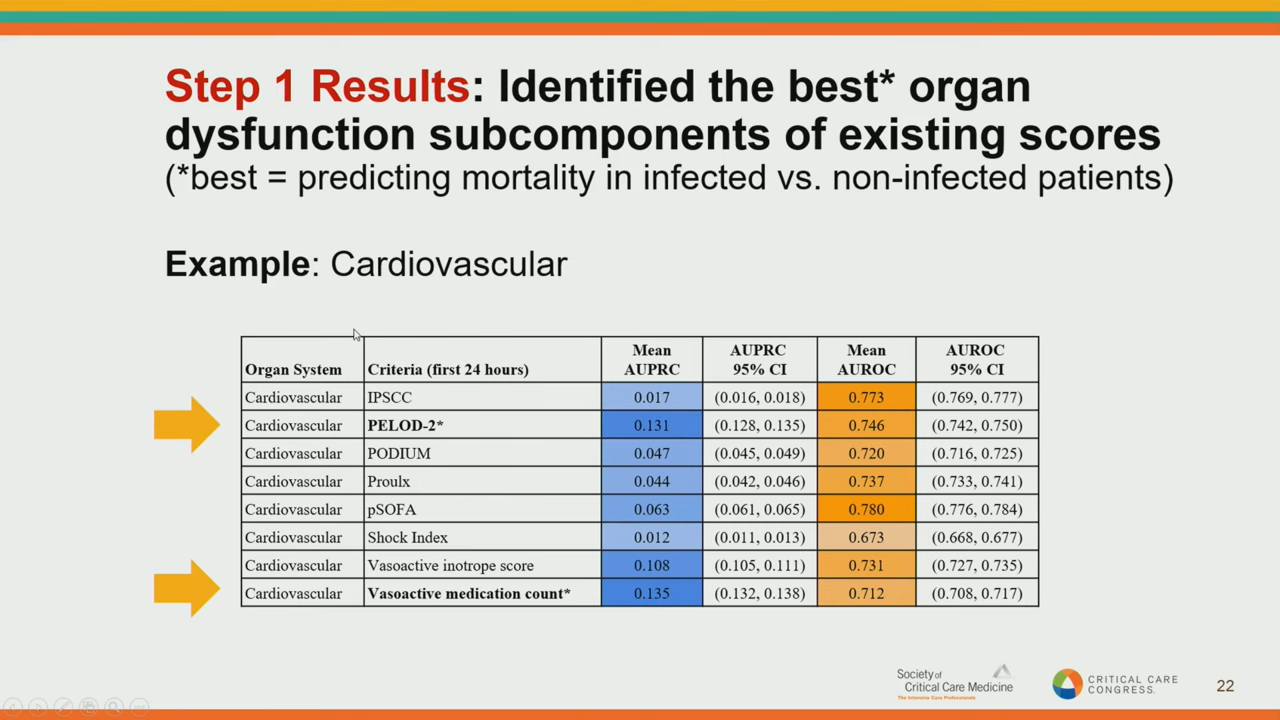 Step 1 Results: Identified the best* organ
dysfunction subcomponents of existing scores
(*best = predicting mortality in infected vs. non-infected patients)
Example: Cardiovascular
Organ System Criteria (first 24 hours) Mean AUPRC AUPRC 95% CI Mean AUROC AUROC 95% CI
Cardiovascular IPSCC 0.017 (0.016, 0.018) 0.773 (0.769, 0.777)
Cardiovascular PELOD-2* 0.131 (0.128, 0.135) 0.746 (0.742, 0.750)
Cardiovascular PODIUM 0.047 (0.045, 0.049) 0.720 (0.716, 0.725)
Cardiovascular Proulx 0.044 (0.042, 0.046) 0.737 (0.733, 0.741)
Cardiovascular pSOFA 0.063 (0.061, 0.065) 0.780 (0.776, 0.784)
Cardiovascular Shock Index 0.012 (0.011, 0.013) 0.673 (0.668, 0.677)
Cardiovascular Vasoactive inotrope score 0.108 (0.105, 0.111) 0.731 (0.727, 0.735)
Cardiovascular Vasoactive medication count* 0.135 (0.132, 0.138) 0.712 (0.708, 0.717)
Society of
Critical Care Medicine
The Intensive Care Professionals
CRITICAL CARE
CONGRESS.
22